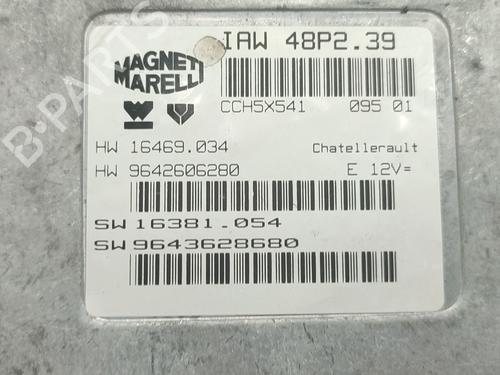 MAGNETI MARELLI
IAW 48P2.39
CCH5X541 095 01
HW 16469.034 Chatellerault
HW 9642606280 E 12V=
SW 16381.054
SW 9643628680
B-PARTS